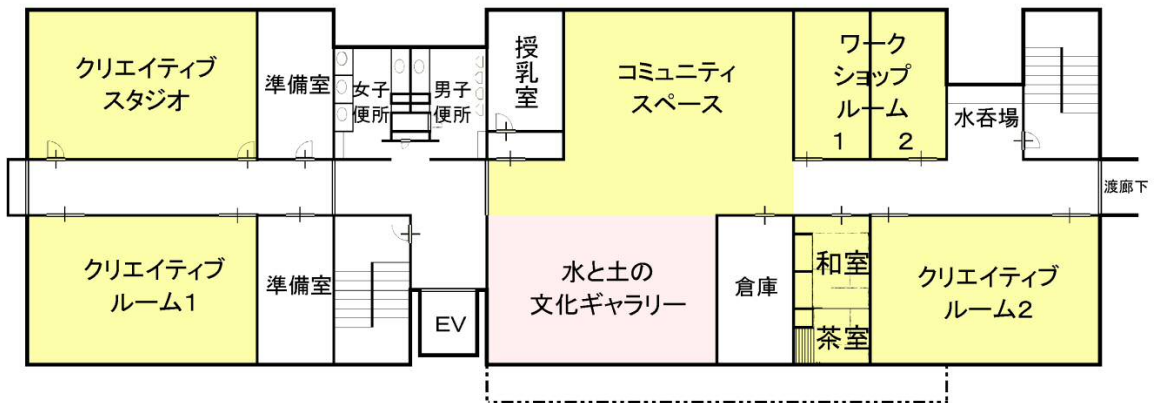 クリエイティブ
スタジオ
準備室
女子
便所
男子
便所
授
乳
室
コミュニティ
スペース
ワーク
ショップ
ルーム
1
2
水呑場
渡廊下
クリエイティブ
ルーム1
準備室
EV
水と土の
文化ギャラリー
倉庫
和室
茶室
クリエイティブ
ルーム2